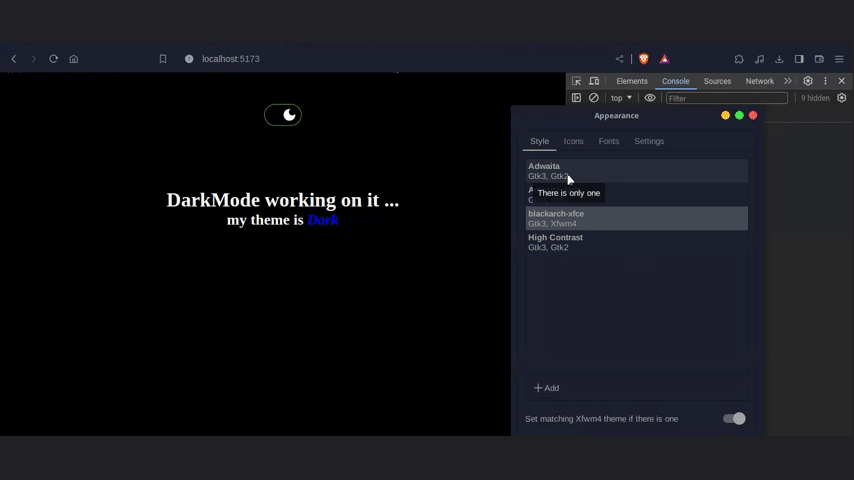 localhost:5173
Elements Console Sources Network
top Filter 9 hidden
Appearance
Style Icons Fonts Settings
Adwaita
Gtk3, Gtk2
There is only one
blackarch-xfce
Gtk3, Xfwm4
High Contrast
Gtk3, Gtk2
Add
Set matching Xfwm4 theme if there is one
DarkMode working on it ...
my theme is Dark